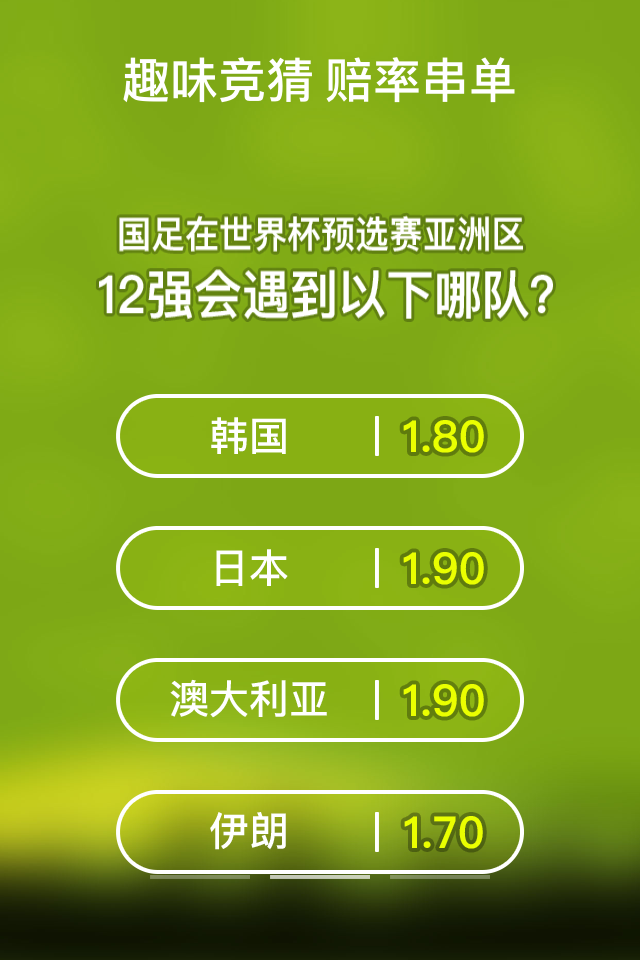 趣味竞猜 赔率串单
国足在世界杯预选赛亚洲区
12强会遇到以下哪队?
韩国 | 1.80
日本 | 1.90
澳大利亚 | 1.90
伊朗 | 1.70